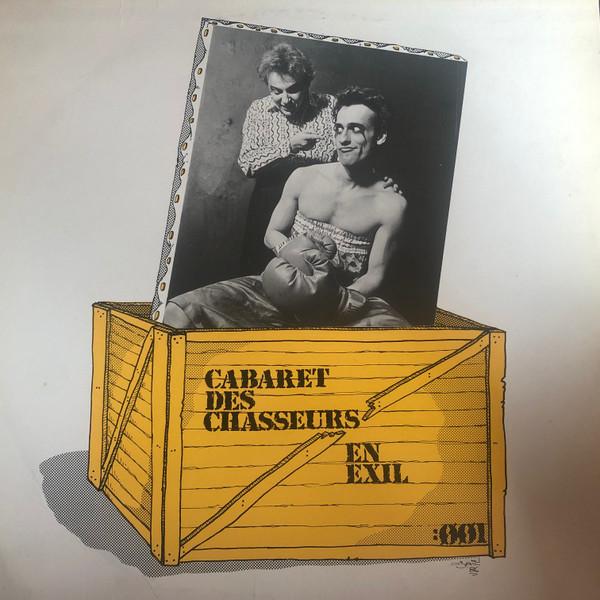 CABARET
DES
CHASSEURS
EN
EXIL
:001